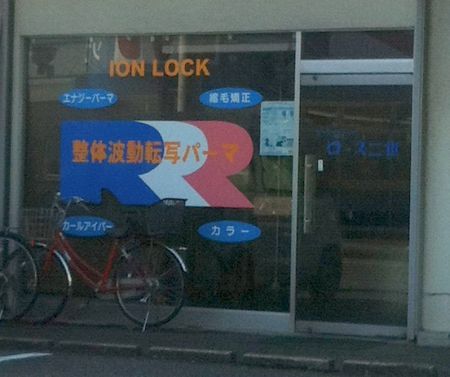 ION LOCK
エナジーパーマ
縮毛矯正
整体波動転写パーマ
カールアイパー
カラー